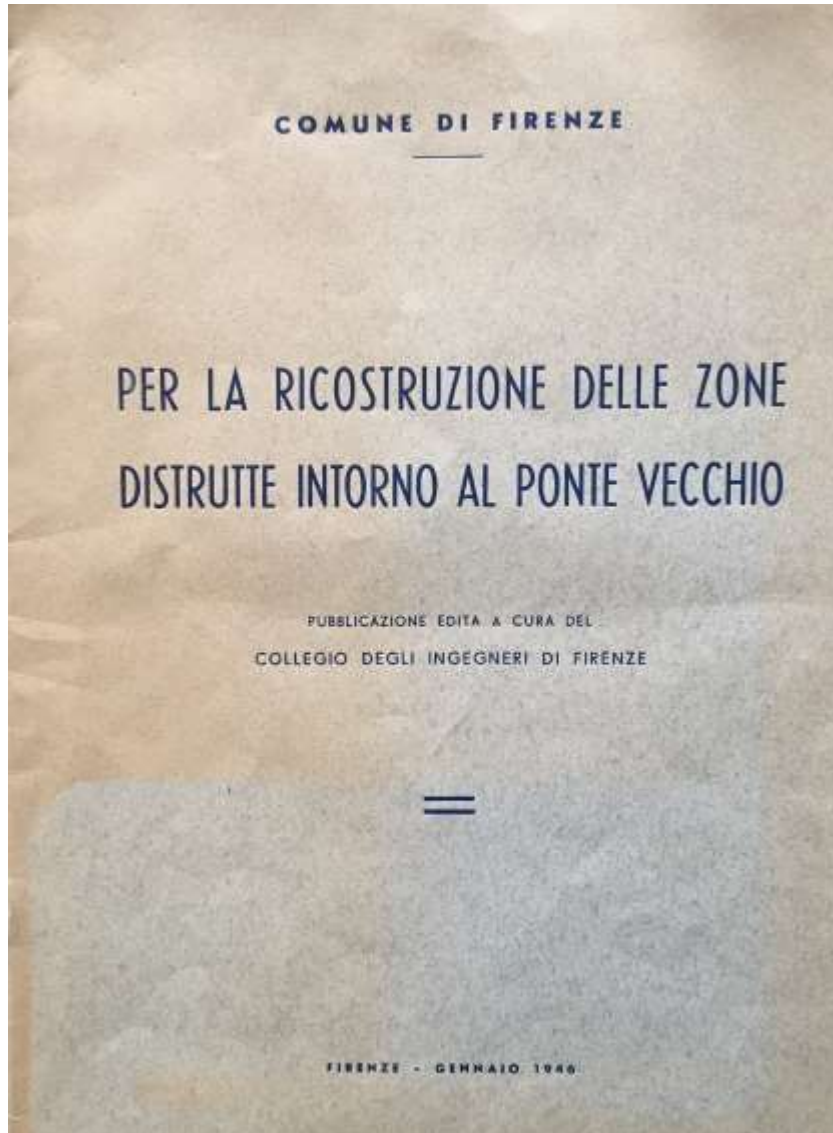 COMUNE DI FIRENZE
PER LA RICOSTRUZIONE DELLE ZONE
DISTRUTTE INTORNO AL PONTE VECCHIO
PUBBLICAZIONE EDITA A CURA DEL
COLLEGIO DEGLI INGEGNERI DI FIRENZE
FIRENZE - GENNAIO 1946